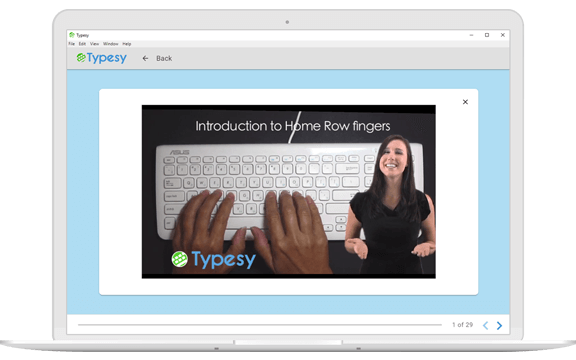 Typesy
File Edit View Window Help
Typesy
Back
Introduction to Home Row fingers
ASUS
Typesy
1 of 29